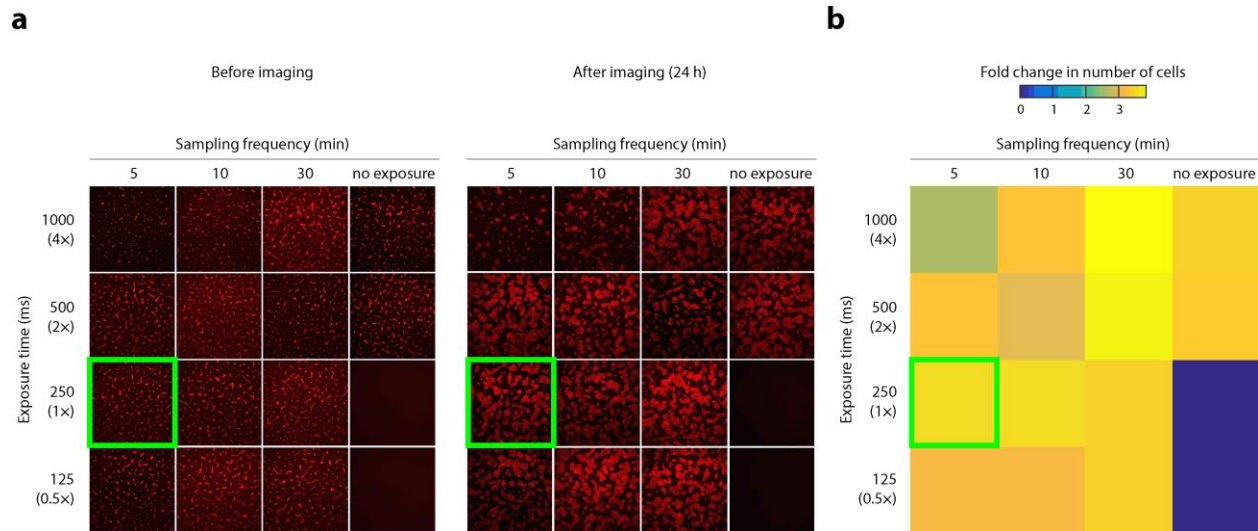 a
b
Before imaging
After imaging (24 h)
Fold change in number of cells
0 1 2 3
Sampling frequency (min)
Sampling frequency (min)
Sampling frequency (min)
5 10 30 no exposure
5 10 30 no exposure
5 10 30 no exposure
Exposure time (ms)
1000
(4×)
500
(2×)
250
(1×)
125
(0.5×)
Exposure time (ms)
1000
(4×)
500
(2×)
250
(1×)
125
(0.5×)